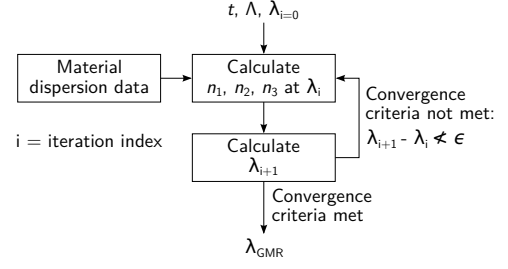 t, Λ, λi=0
Material
dispersion data
Calculate
n1, n2, n3 at λi
Convergence
criteria not met:
λi+1 - λi ≮ ϵ
i = iteration index
Calculate
λi+1
Convergence
criteria met
λGMR